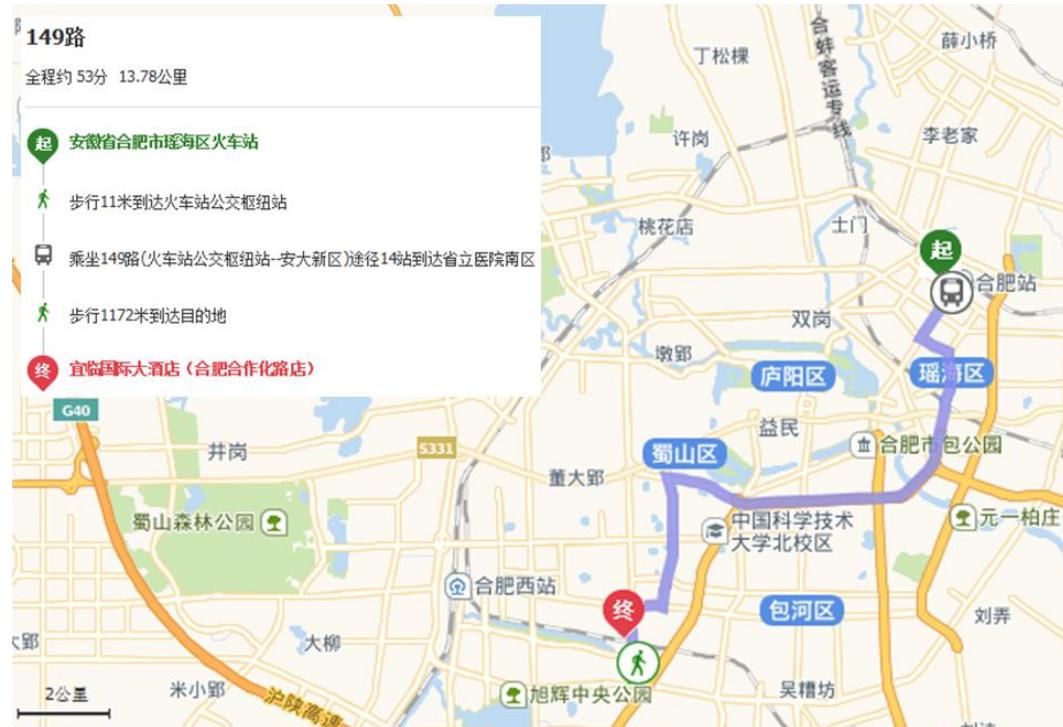 149路
全程约 53分 13.78公里
起 安徽省合肥市瑶海区火车站
步行11米到达火车站公交枢纽站
乘坐149路(火车站公交枢纽站--安大新区)途径14站到达省立医院南区
步行1172米到达目的地
终 宜临国际大酒店（合肥合作化路店）
合蚌客运专线
薛小桥
丁松棵
许岗
李老家
桃花店
士门
起
合肥站
双岗
墩郢
庐阳区
瑶海区
G40
益民
井岗
S331
蜀山区
合肥市包公园
董大郢
蜀山森林公园
中国科学技术
大学北校区
元一柏庄
合肥西站
终
包河区
刘弄
大郢
大柳
2公里
米小郢
沪陕高速
旭辉中央公园
吴糟坊